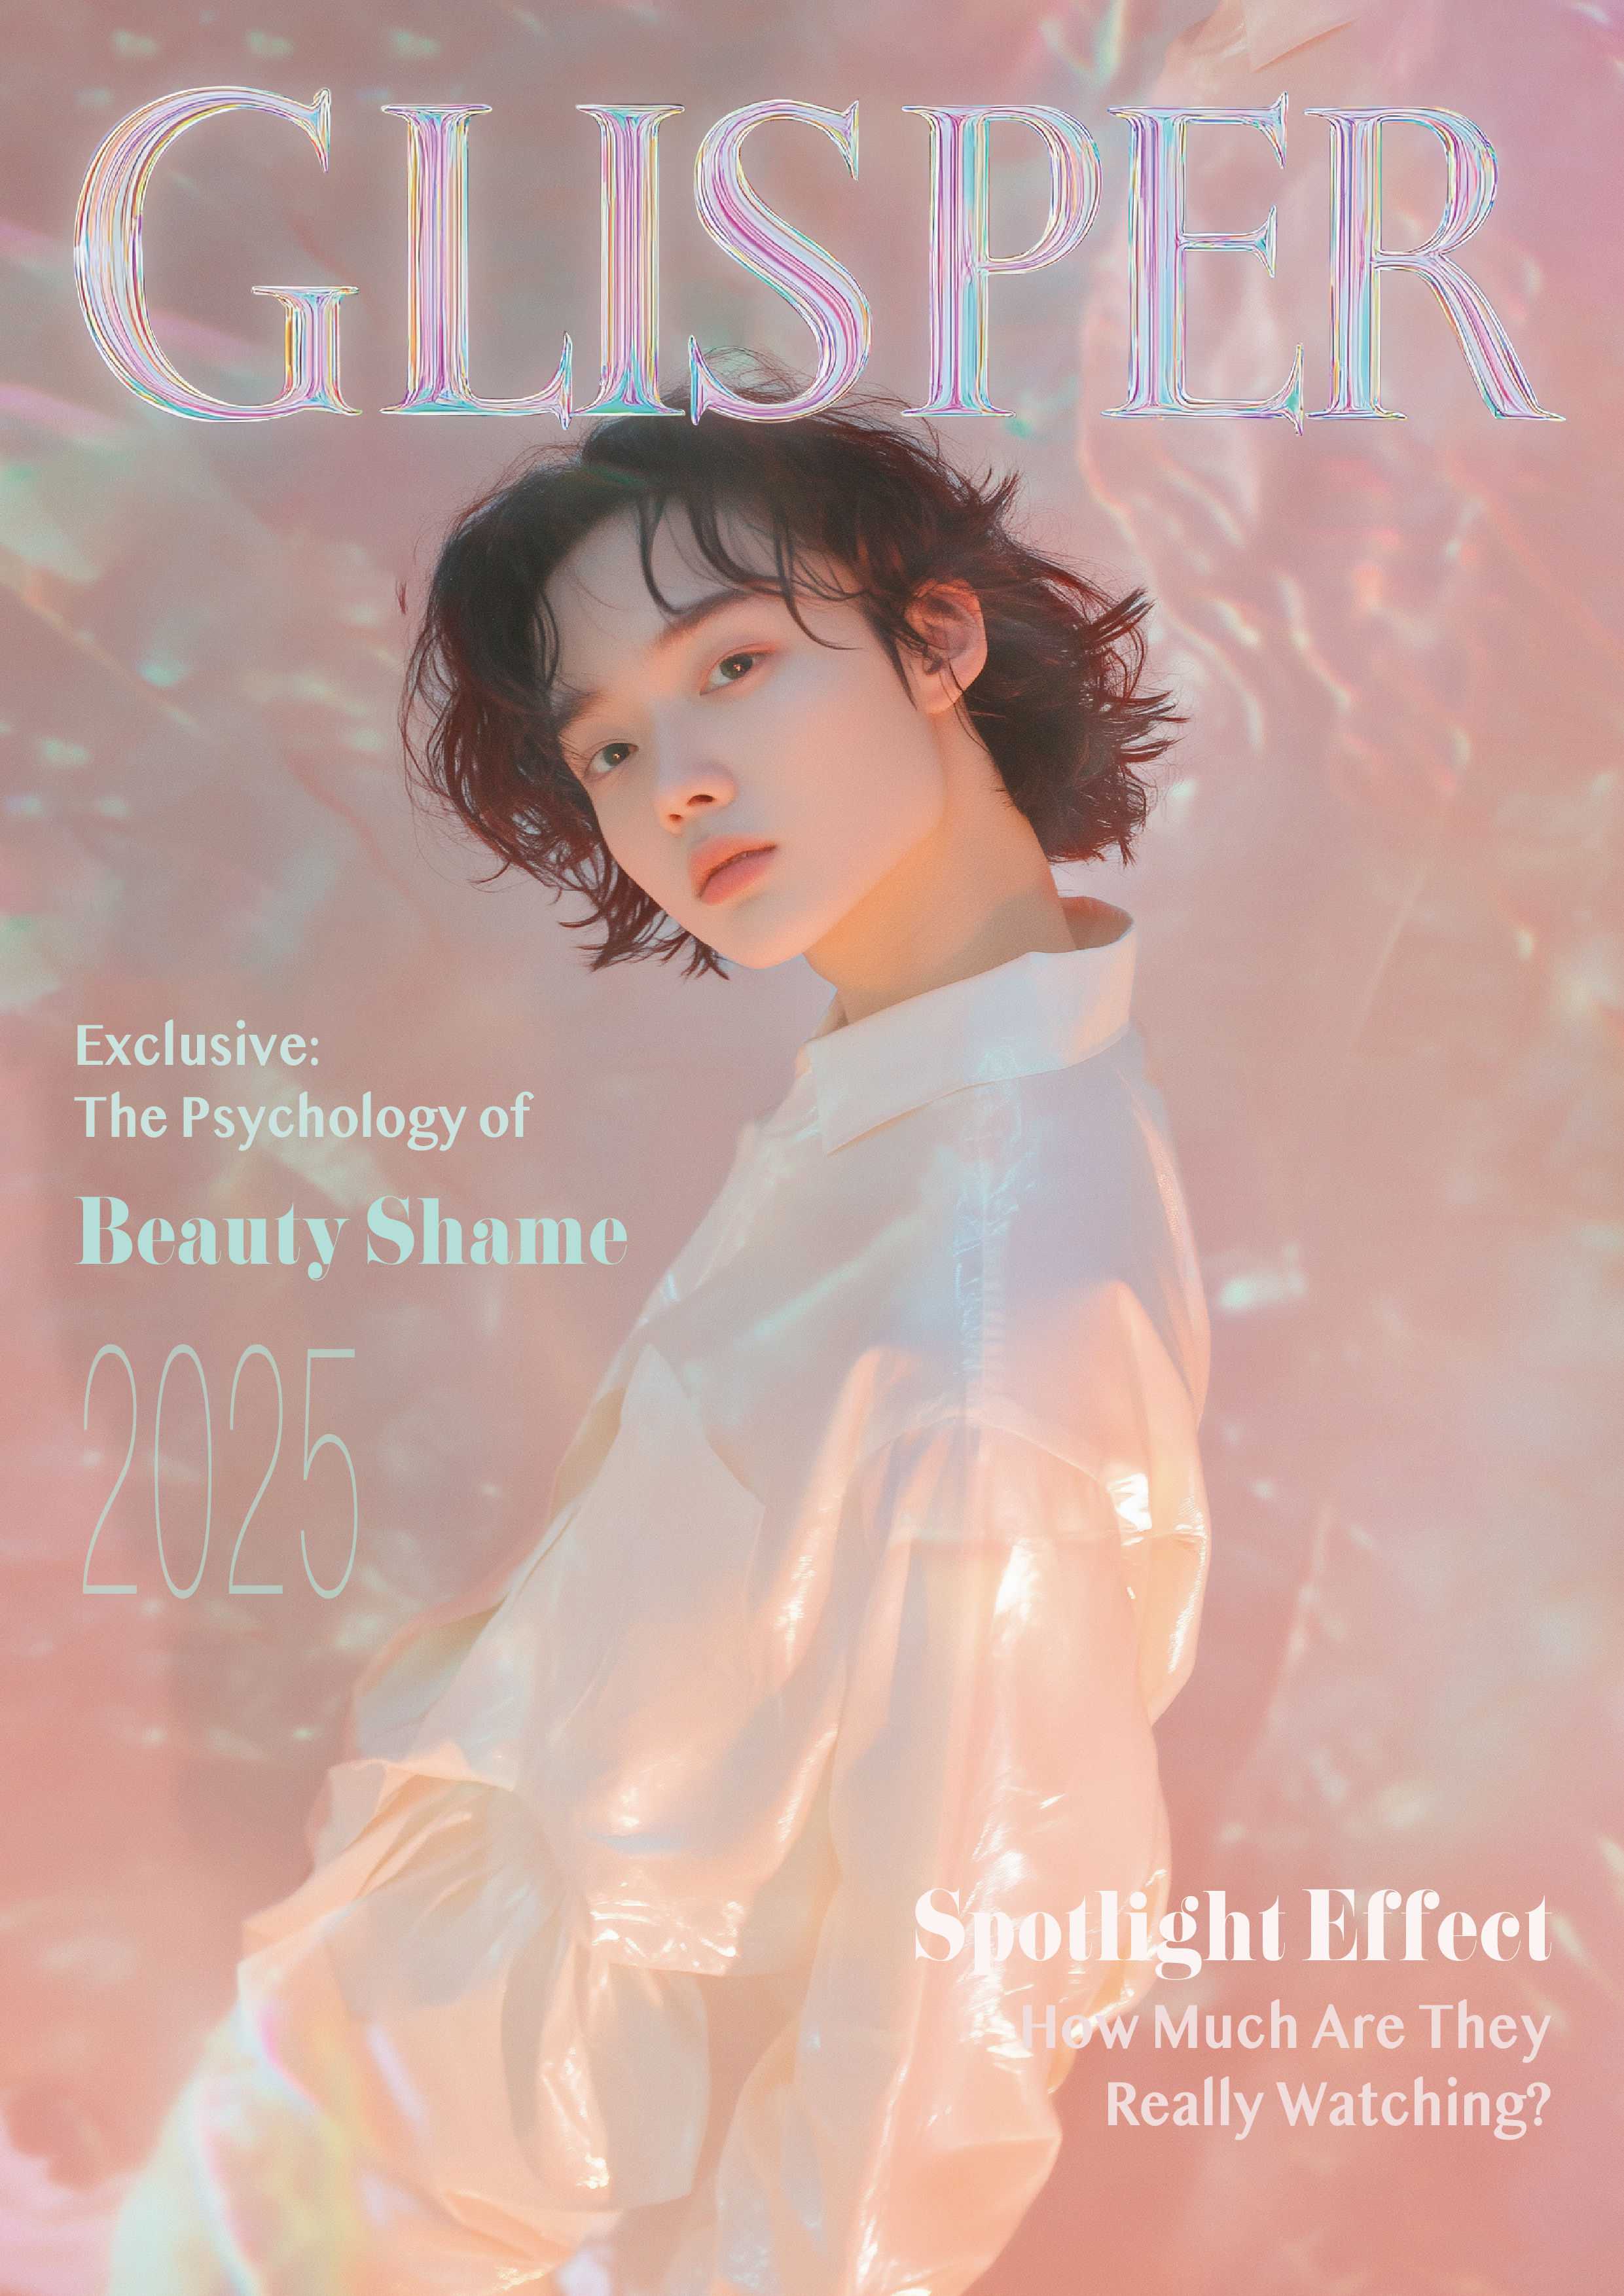 GLISPER
Exclusive:
The Psychology of
Beauty Shame
2025
Spotlight Effect
How Much Are They
Really Watching?